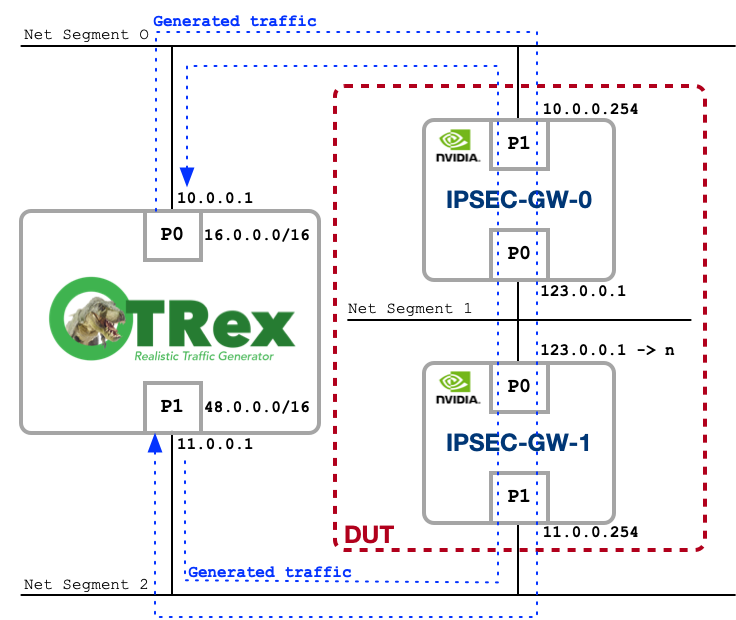 Generated traffic
Net Segment 0
10.0.0.254
NVIDIA.
P1
10.0.0.1
IPSEC-GW-0
P0
16.0.0.0/16
P0
123.0.0.1
Net Segment 1
TRex
Realistic Traffic Generator
123.0.0.1 -> n
NVIDIA.
P0
P1
48.0.0.0/16
11.0.0.1
IPSEC-GW-1
P1
DUT
11.0.0.254
Generated traffic
Net Segment 2